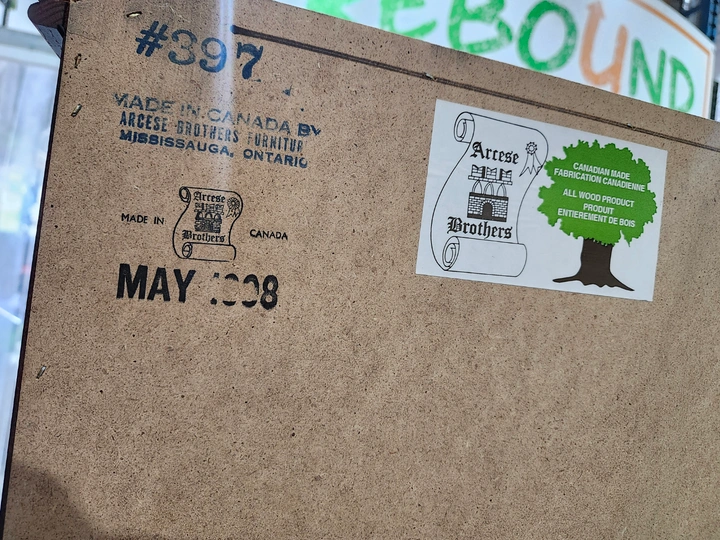 EBOUND
#397
MADE IN CANADA BY
ARCESE BROTHERS FURNITUR
MISSISSAUGA, ONTARIO
Arcese
Brothers
MADE IN
CANADA
MAY
Arcese
Brothers
CANADIAN MADE
FABRICATION CANADIENNE
ALL WOOD PRODUCT
PRODUIT
ENTIEREMENT DE BOIS